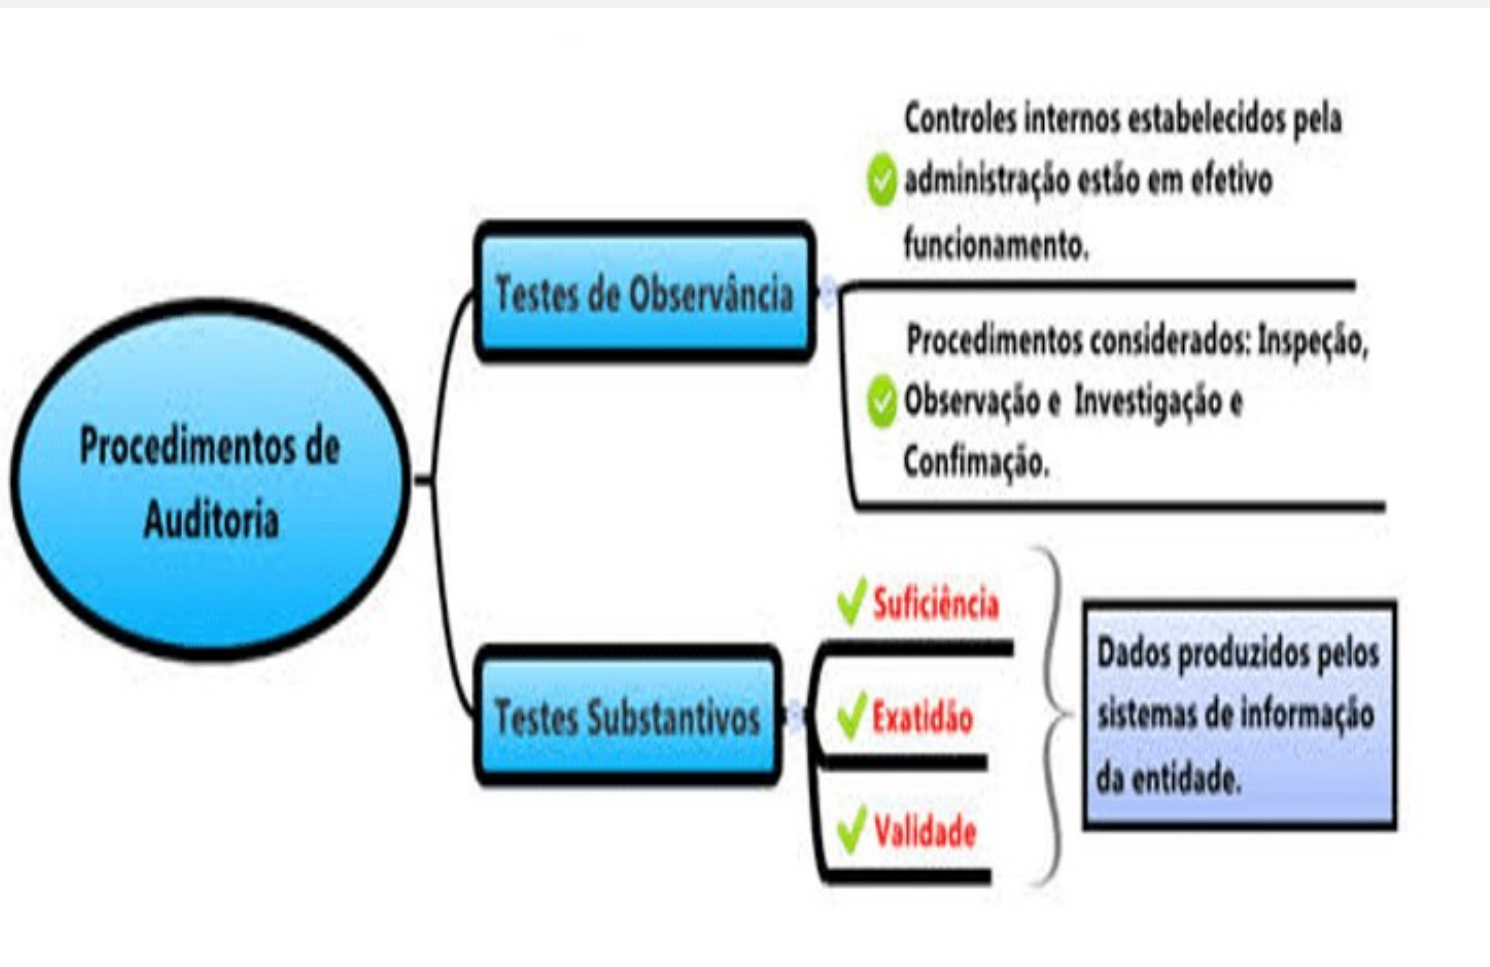 Procedimentos de
Auditoria
Testes de Observância
Controles internos estabelecidos pela
administração estão em efetivo
funcionamento.
Procedimentos considerados: Inspeção,
Observação e Investigação e
Confimação.
Testes Substantivos
Suficiência
Exatidão
Validade
Dados produzidos pelos
sistemas de informação
da entidade.